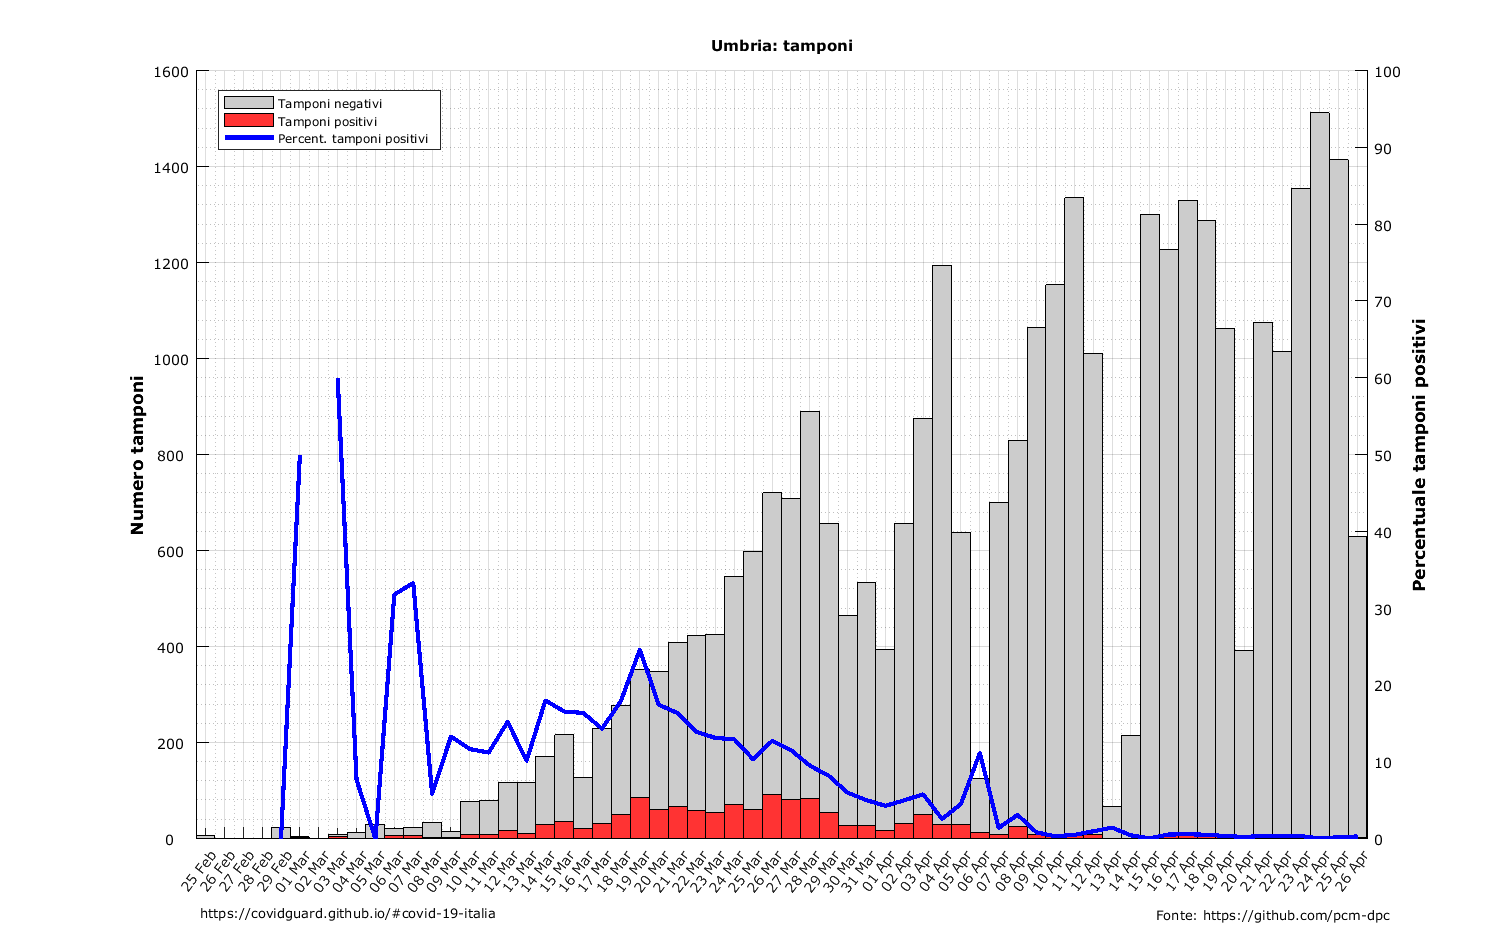 Umbria: tamponi
Tamponi negativi
Tamponi positivi
Percent. tamponi positivi
Numero tamponi
1600
1400
1200
1000
800
600
400
200
0
Percentuale tamponi positivi
100
90
80
70
60
50
40
30
20
10
0
25 Feb
26 Feb
27 Feb
28 Feb
29 Feb
01 Mar
02 Mar
03 Mar
04 Mar
05 Mar
06 Mar
07 Mar
08 Mar
09 Mar
10 Mar
11 Mar
12 Mar
13 Mar
14 Mar
15 Mar
16 Mar
17 Mar
18 Mar
19 Mar
20 Mar
21 Mar
22 Mar
23 Mar
24 Mar
25 Mar
26 Mar
27 Mar
28 Mar
29 Mar
30 Mar
31 Mar
01 Apr
02 Apr
03 Apr
04 Apr
05 Apr
06 Apr
07 Apr
08 Apr
09 Apr
10 Apr
11 Apr
12 Apr
13 Apr
14 Apr
15 Apr
16 Apr
17 Apr
18 Apr
19 Apr
20 Apr
21 Apr
22 Apr
23 Apr
24 Apr
25 Apr
26 Apr
https://covidguard.github.io/#covid-19-italia
Fonte: https://github.com/pcm-dpc